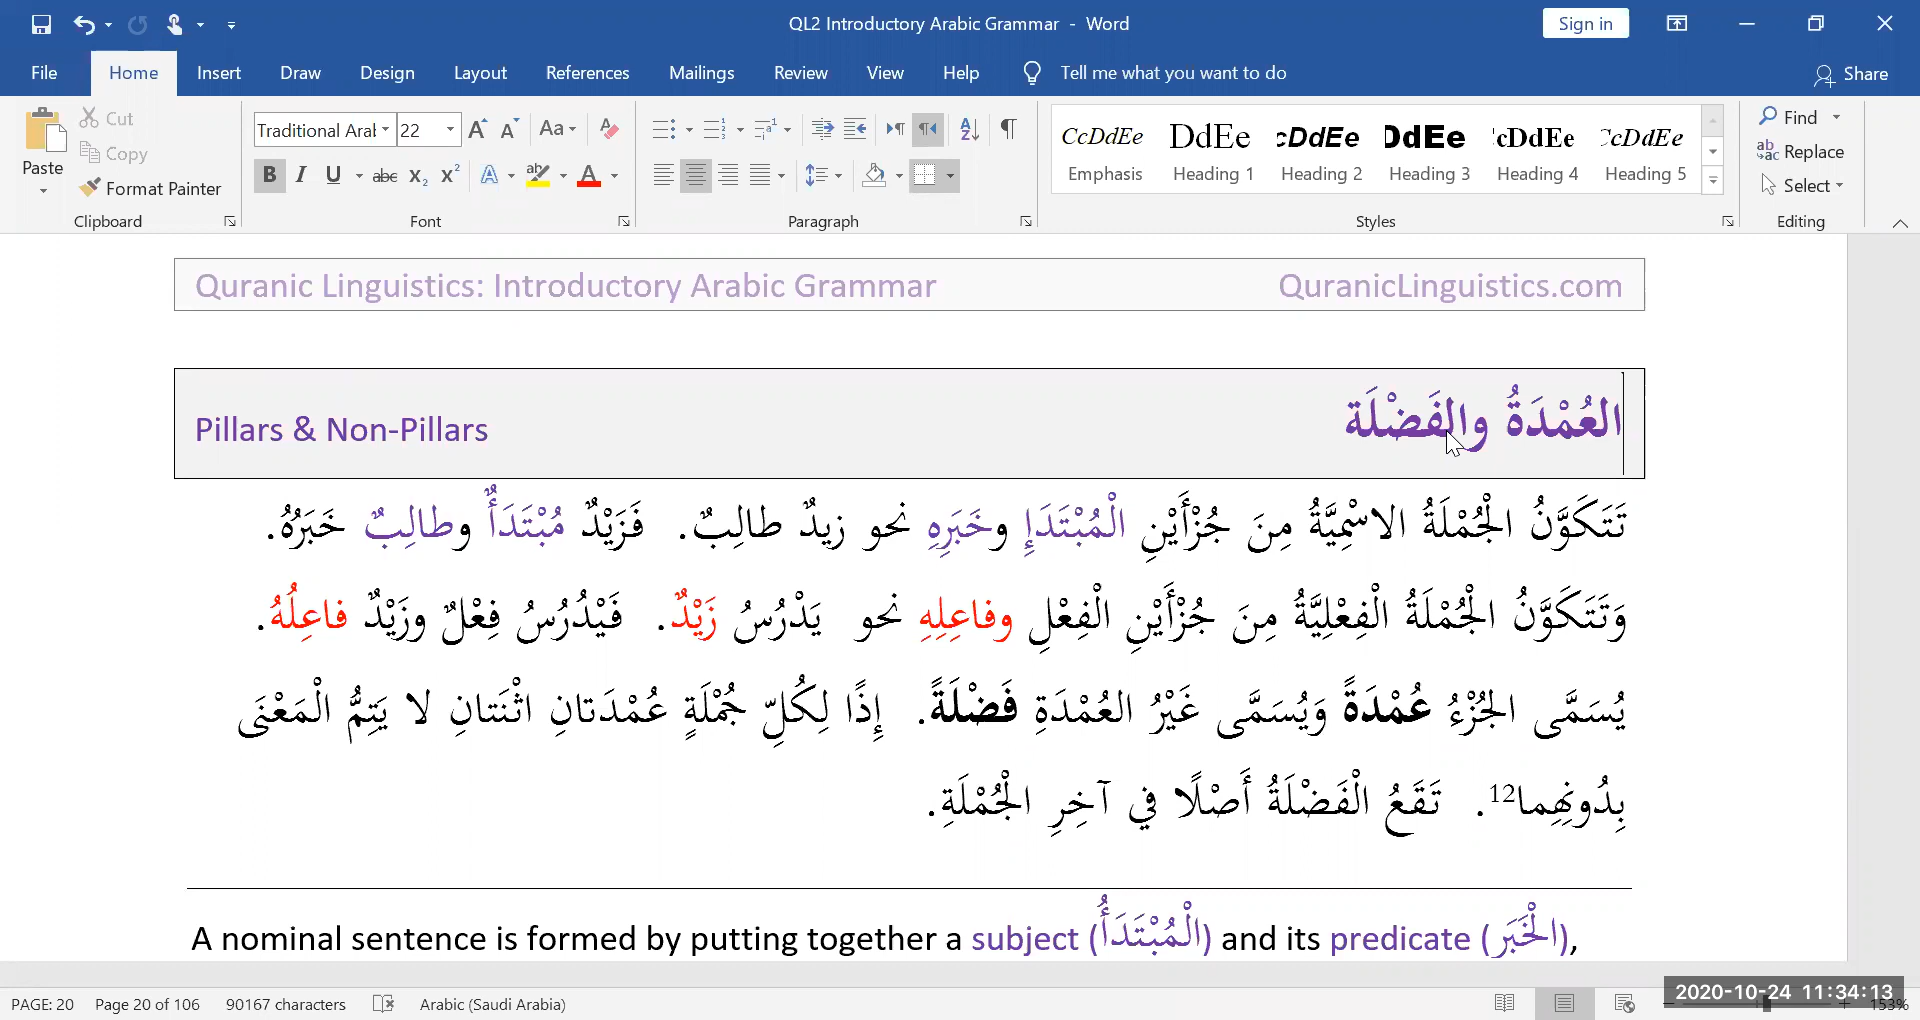 QL2 Introductory Arabic Grammar - Word
Sign in
File Home Insert Draw Design Layout References Mailings Review View Help Tell me what you want to do Share
Paste Cut Copy Format Painter Clipboard
Traditional Aral 22 Font
Paragraph
CcDdEe DdEe cDdEe DdEe cDdEe CcDdEe
Emphasis Heading 1 Heading 2 Heading 3 Heading 4 Heading 5
Styles
Find Replace Select Editing
Quranic Linguistics: Introductory Arabic Grammar QuranicLinguistics.com
Pillars & Non-Pillars العُمْدَةُ والفَضْلَة
تَتَكَوَّنُ الْجُمْلَةُ الاسْمِيَّةُ مِنَ جُزْأَيْنِ الْمُبْتَدَإِ وخَبَرِهِ نحو زيدٌ طالِبٌ. فَزَيْدٌ مُبْتَدَأٌ وطالِبٌ خَبَرُهُ.
وَتَتَكَوَّنُ الْجُمْلَةُ الْفِعْلِيَّةُ مِنَ جُزْأَيْنِ الْفِعْلِ وفاعِلِهِ نحو يَدْرُسُ زَيْدٌ. فَيْدُرُسُ فِعْلٌ وزَيْدٌ فاعِلُهُ.
يُسَمَّى الْجُزْءُ عُمْدَةً وَيُسَمَّى غَيْرُ العُمْدَةِ فَضْلَةً. إِذًا لِكُلِّ جُمْلَةٍ عُمْدَتانِ اثْنَتانِ لا يَتِمُّ الْمَعْنَى
بِدُونِهِما12. تَقَعُ الْفَضْلَةُ أَصْلًا في آخِرِ الْجُمْلَةِ.
A nominal sentence is formed by putting together a subject (الْمُبْتَدَأُ) and its predicate (الْخَبَر),
PAGE: 20 Page 20 of 106 90167 characters Arabic (Saudi Arabia) 153%
2020-10-24 11:34:13